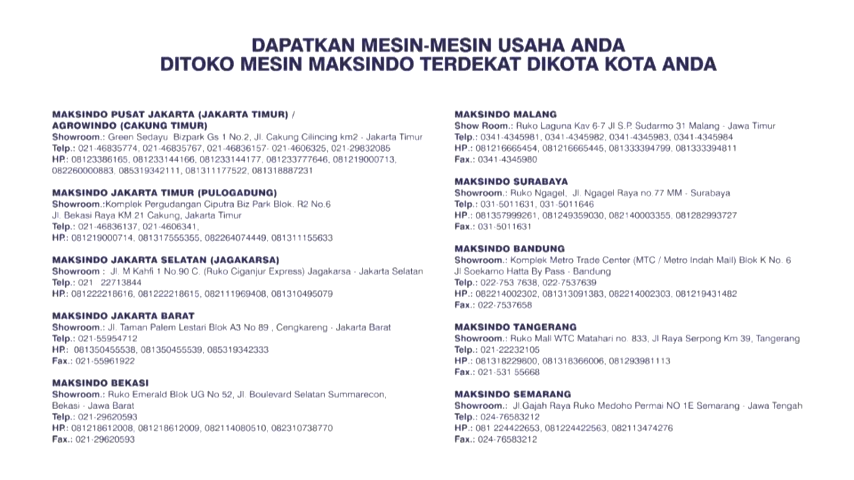 DAPATKAN MESIN-MESIN USAHA ANDA
DITOKO MESIN MAKSINDO TERDEKAT DIKOTA KOTA ANDA
MAKSINDO PUSAT JAKARTA (JAKARTA TIMUR) /
AGROWINDO (CAKUNG TIMUR)
Showroom.: Green Sedayu Bizpark Gs 1 No.2, Jl. Cakung Cilincing km2 - Jakarta Timur
Telp.: 021-46835774, 021-46835767, 021-46836157- 021-4606325, 021-29832085
HP.: 08123386165, 081233144166, 081233144177, 081233777646, 081219000713,
082260000883, 085319342111, 081311177522, 081318887231
MAKSINDO JAKARTA TIMUR (PULOGADUNG)
Showroom.:Komplek Pergudangan Ciputra Biz Park Blok. R2 No.6
Jl. Bekasi Raya KM 21 Cakung, Jakarta Timur
Telp.: 021-46836137, 021-4606341,
HP.: 081219000714, 081317555355, 082264074449, 081311155633
MAKSINDO JAKARTA SELATAN (JAGAKARSA)
Showroom : Jl. M Kahfi 1 No.90 C. (Ruko Ciganjur Express) Jagakarsa - Jakarta Selatan
Telp.: 021 22713844
HP.: 081222218616, 081222218615, 082111969408, 081310495079
MAKSINDO JAKARTA BARAT
Showroom.: Jl. Taman Palem Lestari Blok A3 No 89 , Cengkareng - Jakarta Barat
Telp.: 021-55954712
HP.: 081350455538, 081350455539, 085319342333
Fax.: 021-55961922
MAKSINDO BEKASI
Showroom.: Ruko Emerald Blok UG No 52, Jl. Boulevard Selatan Summarecon,
Bekasi - Jawa Barat
Telp.: 021-29620593
HP.: 081218612008, 081218612009, 082114080510, 082310738770
Fax.: 021-29620593
MAKSINDO MALANG
Show Room.: Ruko Laguna Kav 6-7 Jl S.P. Sudarmo 31 Malang - Jawa Timur
Telp.: 0341-4345981, 0341-4345982, 0341-4345983, 0341-4345984
HP.: 081216665454, 081216665445, 081333394799, 081333394811
Fax.: 0341-4345980
MAKSINDO SURABAYA
Showroom.: Ruko Ngagel, Jl. Ngagel Raya no.77 MM - Surabaya
Telp.: 031-5011631, 031-5011646
HP.: 081357999261, 081249359030, 082140003355, 081282993727
Fax.: 031-5011631
MAKSINDO BANDUNG
Showroom.: Komplek Metro Trade Center (MTC / Metro Indah Mall) Blok K No. 6
Jl Soekarno Hatta By Pass - Bandung
Telp.: 022-753 7638, 022-7537639
HP.: 082214002302, 081313091383, 082214002303, 081219431482
Fax.: 022-7537658
MAKSINDO TANGERANG
Showroom.: Ruko Mall WTC Matahari no. 833, Jl Raya Serpong Km 39, Tangerang
Telp.: 021-22232105
HP.: 081318229800, 081318366006, 081293981113
Fax.: 021-531 55668
MAKSINDO SEMARANG
Showroom.: Jl.Gajah Raya Ruko Medoho Permai NO 1E Semarang - Jawa Tengah
Telp.: 024-76583212
HP.: 081 224422653, 081224422563, 082113474276
Fax.: 024-76583212